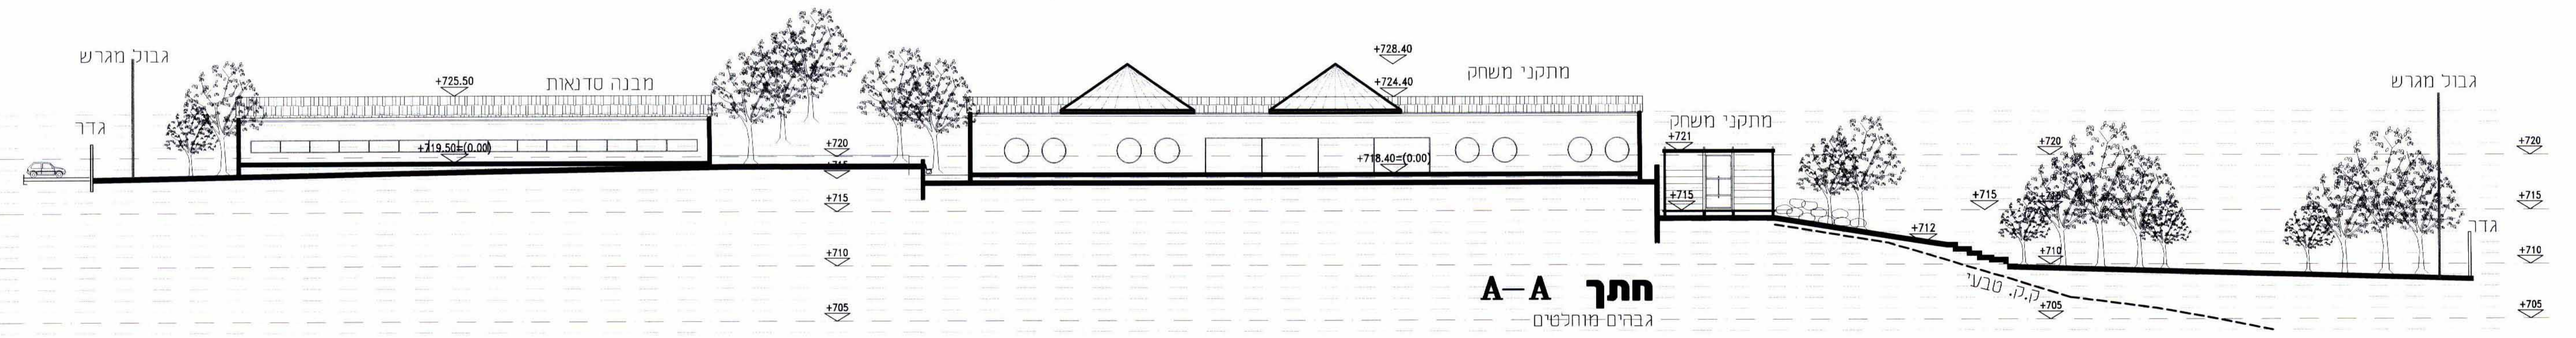 גבול מגרש
גדר
+725.50
מבנה סדנאות
+719.50=(0.00)
+720
+715
+715
+710
+705
+728.40
+724.40
מתקני משחק
+718.40=(0.00)
מתקני משחק
+721
+715
+712
+715
+720
+710
+705
ק.ק. טבעי
גבול מגרש
גדר
+720
+715
+710
+705
חתך A-A
גבהים מוחלטים